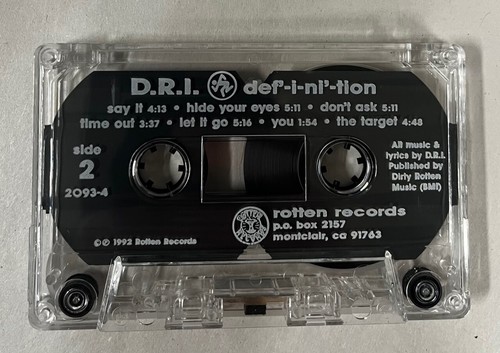 D.R.I. def'-i-ni'-tion
say it 4:13 • hide your eyes 5:11 • don't ask 5:11
time out 3:37 • let it go 5:16 • you 1:54 • the target 4:48
side
2
2093-4
All music &
lyrics by D.R.I.
Published by
Dirty Rotten
Music (BMI)
ROTTEN
RECORDS
rotten records
p.o. box 2157
montclair, ca 91763
©℗ 1992 Rotten Records